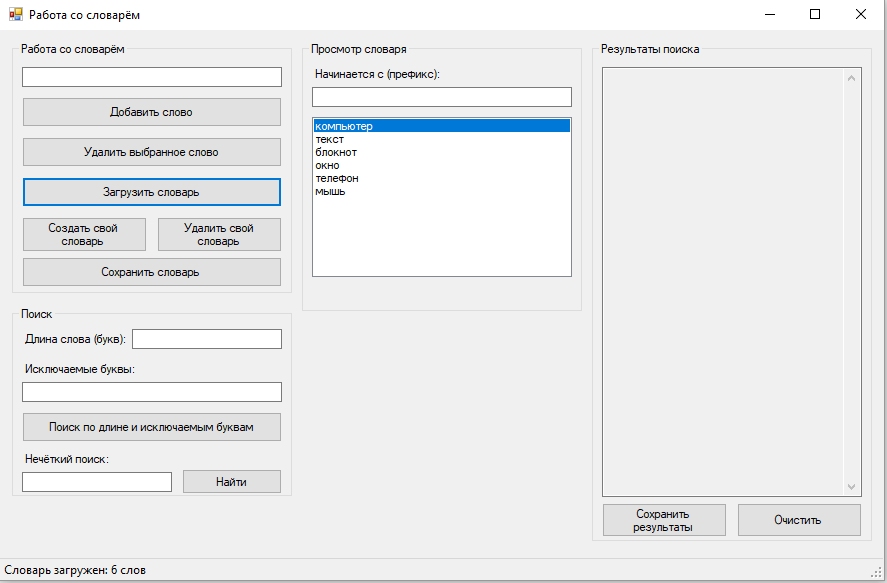 Работа со словарём
Работа со словарём
Добавить слово
Удалить выбранное слово
Загрузить словарь
Создать свой
словарь
Удалить свой
словарь
Сохранить словарь
Поиск
Длина слова (букв):
Исключаемые буквы:
Поиск по длине и исключаемым буквам
Нечёткий поиск:
Найти
Просмотр словаря
Начинается с (префикс):
компьютер
текст
блокнот
окно
телефон
мышь
Результаты поиска
Сохранить
результаты
Очистить
Словарь загружен: 6 слов